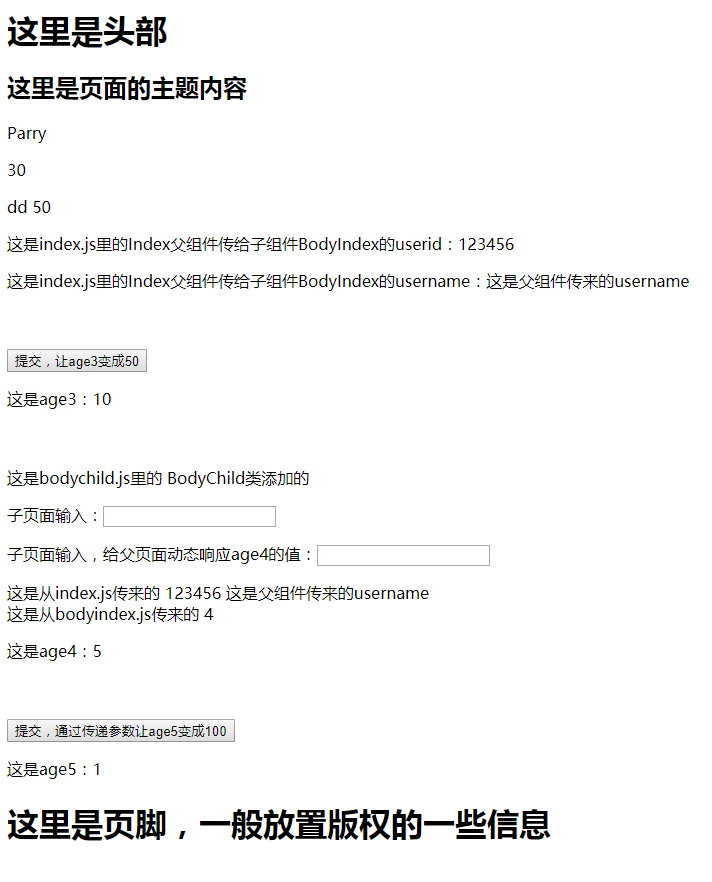 这里是头部
这里是页面的主题内容
Parry
30
dd 50
这是index.js里的Index父组件传给子组件BodyIndex的userid：123456
这是index.js里的Index父组件传给子组件BodyIndex的username：这是父组件传来的username
提交，让age3变成50
这是age3：10
这是bodychild.js里的 BodyChild类添加的
子页面输入：
子页面输入，给父页面动态响应age4的值：
这是从index.js传来的 123456 这是父组件传来的username
这是从bodyindex.js传来的 4
这是age4：5
提交，通过传递参数让age5变成100
这是age5：1
这里是页脚，一般放置版权的一些信息